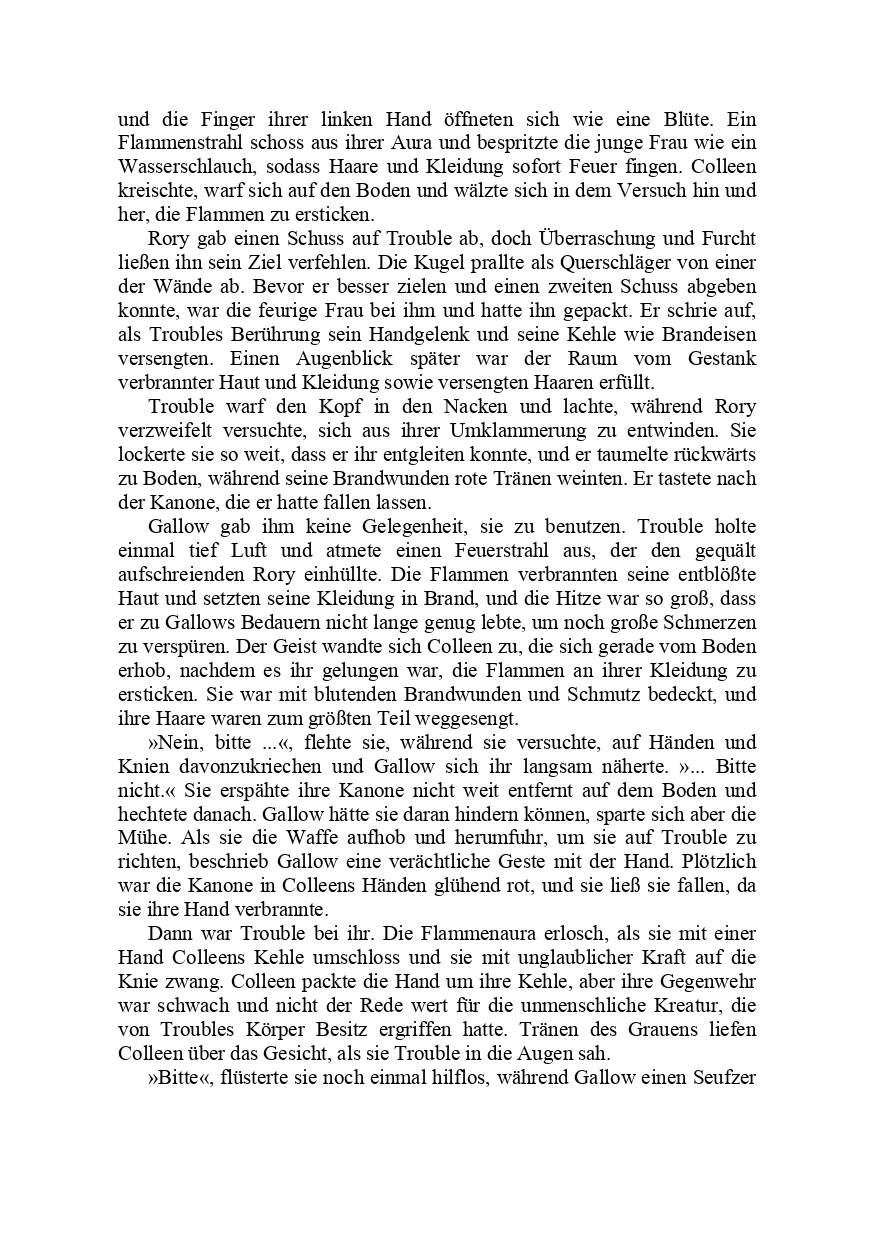 und die Finger ihrer linken Hand öffneten sich wie eine Blüte. Ein
Flammenstrahl schoss aus ihrer Aura und bespritzte die junge Frau wie ein
Wasserschlauch, sodass Haare und Kleidung sofort Feuer fingen. Colleen
kreischte, warf sich auf den Boden und wälzte sich in dem Versuch hin und
her, die Flammen zu ersticken.
Rory gab einen Schuss auf Trouble ab, doch Überraschung und Furcht
ließen ihn sein Ziel verfehlen. Die Kugel prallte als Querschläger von einer
der Wände ab. Bevor er besser zielen und einen zweiten Schuss abgeben
konnte, war die feurige Frau bei ihm und hatte ihn gepackt. Er schrie auf,
als Troubles Berührung sein Handgelenk und seine Kehle wie Brandeisen
versengten. Einen Augenblick später war der Raum vom Gestank
verbrannter Haut und Kleidung sowie versengten Haaren erfüllt.
Trouble warf den Kopf in den Nacken und lachte, während Rory
verzweifelt versuchte, sich aus ihrer Umklammerung zu entwinden. Sie
lockerte sie so weit, dass er ihr entgleiten konnte, und er taumelte rückwärts
zu Boden, während seine Brandwunden rote Tränen weinten. Er tastete nach
der Kanone, die er hatte fallen lassen.
Gallow gab ihm keine Gelegenheit, sie zu benutzen. Trouble holte
einmal tief Luft und atmete einen Feuerstrahl aus, der den gequält
aufschreienden Rory einhüllte. Die Flammen verbrannten seine entblößte
Haut und setzten seine Kleidung in Brand, und die Hitze war so groß, dass
er zu Gallows Bedauern nicht lange genug lebte, um noch große Schmerzen
zu verspüren. Der Geist wandte sich Colleen zu, die sich gerade vom Boden
erhob, nachdem es ihr gelungen war, die Flammen an ihrer Kleidung zu
ersticken. Sie war mit blutenden Brandwunden und Schmutz bedeckt, und
ihre Haare waren zum größten Teil weggesengt.
»Nein, bitte ...«, flehte sie, während sie versuchte, auf Händen und
Knien davonzukriechen und Gallow sich ihr langsam näherte. »... Bitte
nicht.« Sie erspähte ihre Kanone nicht weit entfernt auf dem Boden und
hechtete danach. Gallow hätte sie daran hindern können, sparte sich aber die
Mühe. Als sie die Waffe aufhob und herumfuhr, um sie auf Trouble zu
richten, beschrieb Gallow eine verächtliche Geste mit der Hand. Plötzlich
war die Kanone in Colleens Händen glühend rot, und sie ließ sie fallen, da
sie ihre Hand verbrannte.
Dann war Trouble bei ihr. Die Flammenaura erlosch, als sie mit einer
Hand Colleens Kehle umschloss und sie mit unglaublicher Kraft auf die
Knie zwang. Colleen packte die Hand um ihre Kehle, aber ihre Gegenwehr
war schwach und nicht der Rede wert für die unmenschliche Kreatur, die
von Troubles Körper Besitz ergriffen hatte. Tränen des Grauens liefen
Colleen über das Gesicht, als sie Trouble in die Augen sah.
»Bitte«, flüsterte sie noch einmal hilflos, während Gallow einen Seufzer